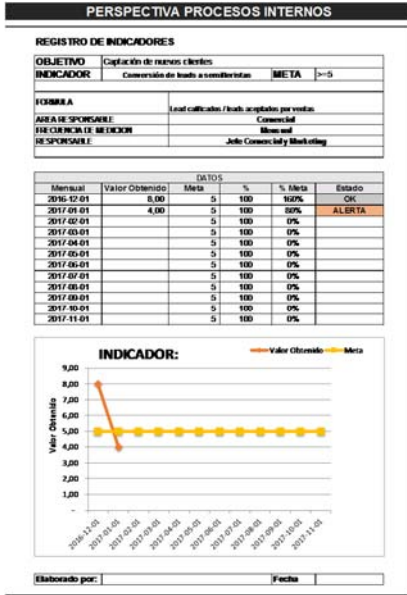 PERSPECTIVA PROCESOS INTERNOS
REGISTRO DE INDICADORES
OBJETIVO Captación de nuevos clientes
INDICADOR Conversión de leads a semilleristas META >=5
FORMULA Lead calificados / leads aceptados por ventas
AREA RESPONSABLE Comercial
FRECUENCIA DE MEDICION Mensual
RESPONSABLE Jefe Comercial y Marketing
DATOS
Mensual Valor Obtenido Meta % % Meta Estado
2016-12-01 8,00 5 100 160% OK
2017-01-01 4,00 5 100 80% ALERTA
2017-02-01 5 100 0%
2017-03-01 5 100 0%
2017-04-01 5 100 0%
2017-05-01 5 100 0%
2017-06-01 5 100 0%
2017-07-01 5 100 0%
2017-08-01 5 100 0%
2017-09-01 5 100 0%
2017-10-01 5 100 0%
2017-11-01 5 100 0%
INDICADOR:
Valor Obtenido Meta
Valor Obtenido
9,00
8,00
7,00
6,00
5,00
4,00
3,00
2,00
1,00
-
2016-12-01 2017-01-01 2017-02-01 2017-03-01 2017-04-01 2017-05-01 2017-06-01 2017-07-01 2017-08-01 2017-09-01 2017-10-01 2017-11-01
Elaborado por: Fecha